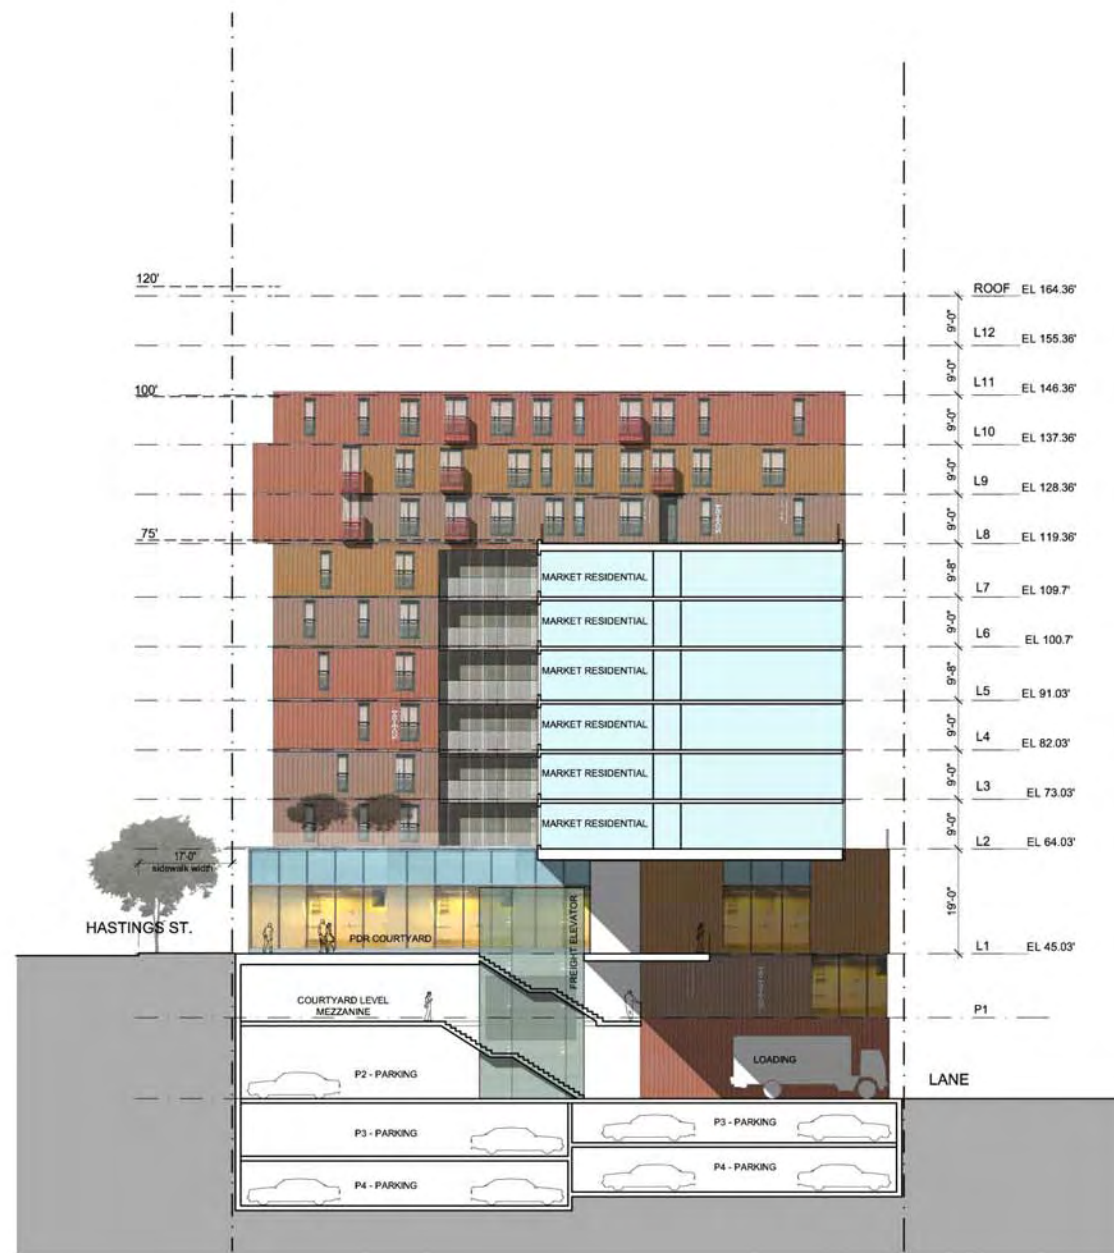 120'
ROOF EL 164.36'
9'-0"
L12 EL 155.36'
9'-0"
100'
L11 EL 146.36'
9'-0"
L10 EL 137.36'
9'-0"
L9 EL 128.36'
9'-0"
75'
L8 EL 119.36'
9'-8"
MARKET RESIDENTIAL
L7 EL 109.7'
9'-0"
MARKET RESIDENTIAL
L6 EL 100.7'
9'-8"
MARKET RESIDENTIAL
L5 EL 91.03'
9'-0"
MARKET RESIDENTIAL
L4 EL 82.03'
9'-0"
MARKET RESIDENTIAL
L3 EL 73.03'
9'-0"
MARKET RESIDENTIAL
L2 EL 64.03'
17'-0"
sidewalk width
19'-0"
HASTINGS ST.
PDR COURTYARD
FREIGHT ELEVATOR
L1 EL 45.03'
COURTYARD LEVEL
MEZZANINE
P1
LOADING
P2 - PARKING
LANE
P3 - PARKING
P3 - PARKING
P4 - PARKING
P4 - PARKING